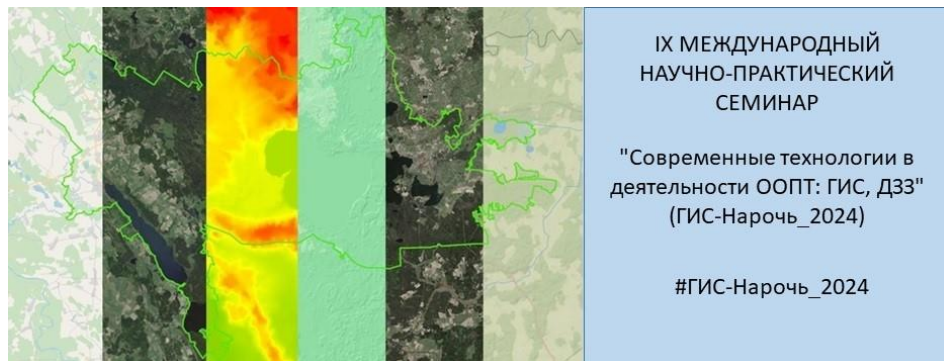 IX МЕЖДУНАРОДНЫЙ
НАУЧНО-ПРАКТИЧЕСКИЙ
СЕМИНАР
"Современные технологии в
деятельности ООПТ: ГИС, ДЗЗ"
(ГИС-Нарочь_2024)
#ГИС-Нарочь_2024